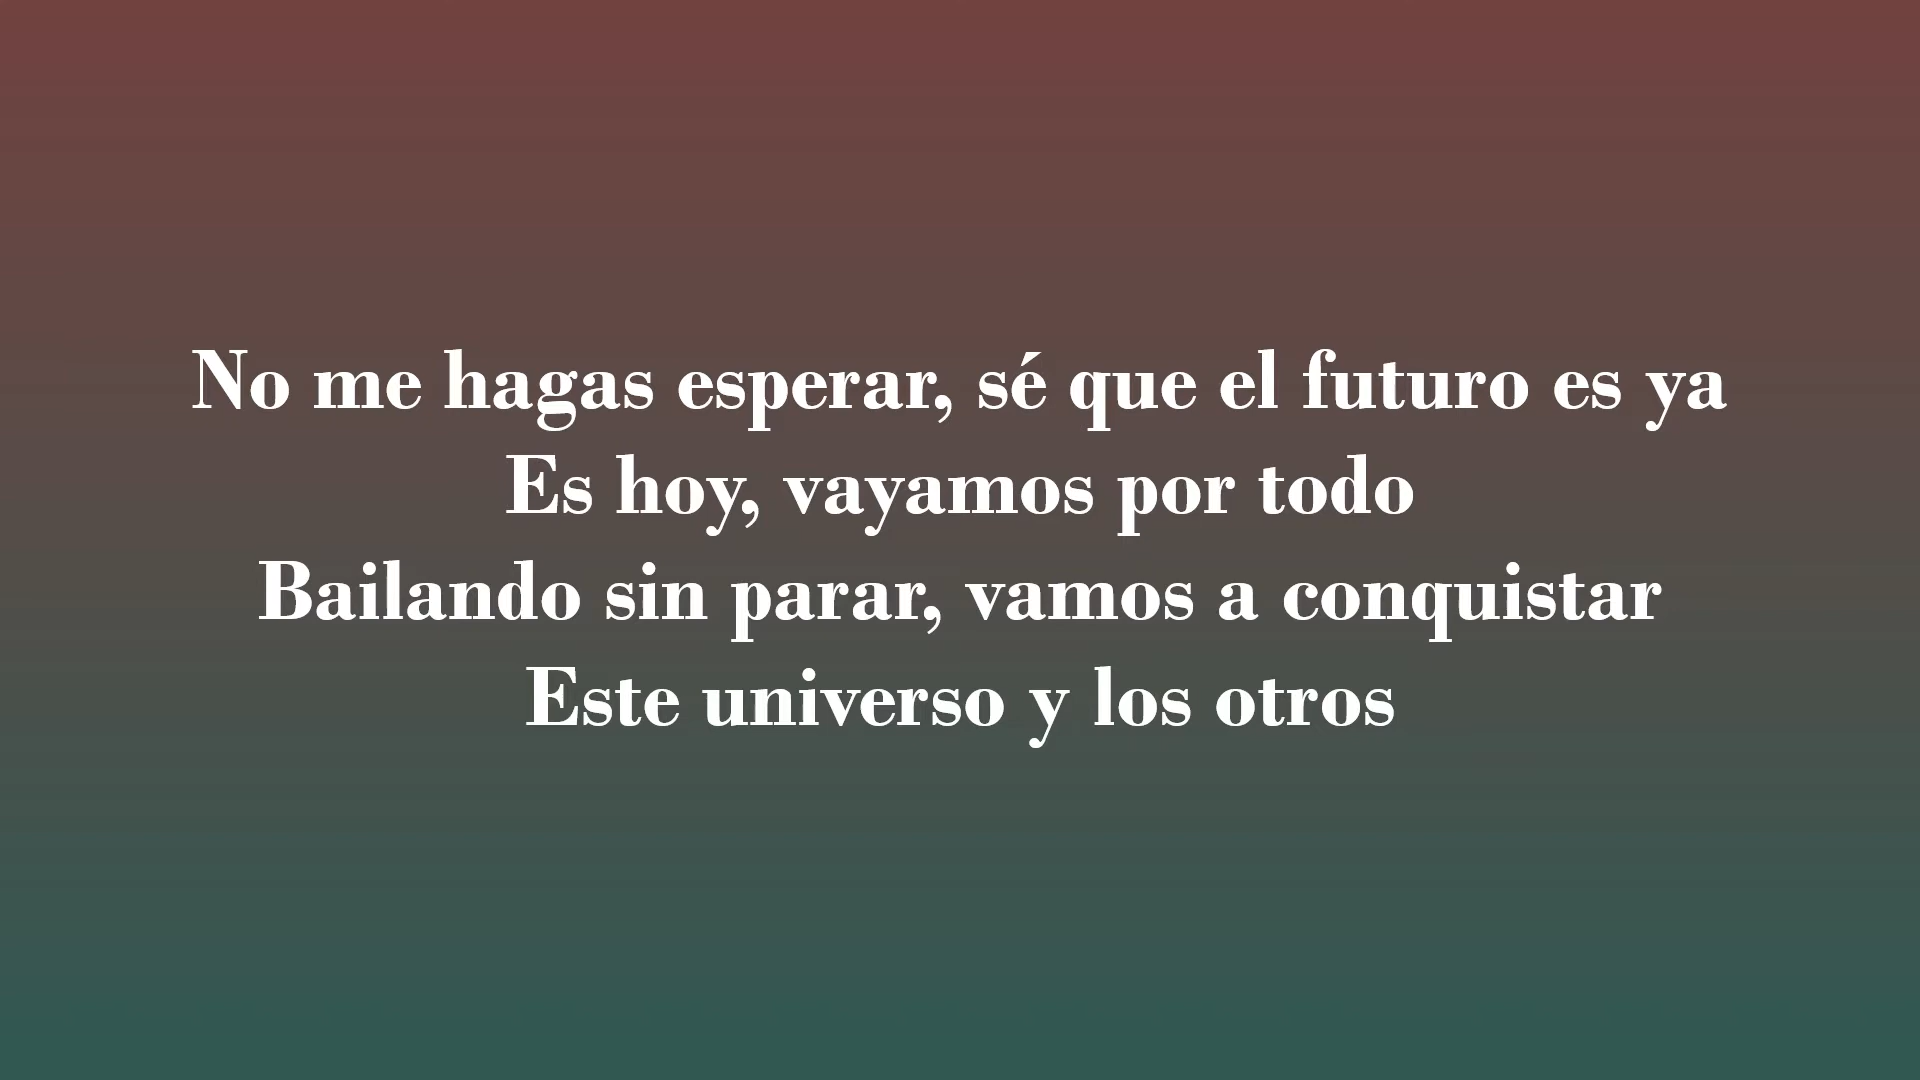 No me hagas esperar, sé que el futuro es ya
Es hoy, vayamos por todo
Bailando sin parar, vamos a conquistar
Este universo y los otros